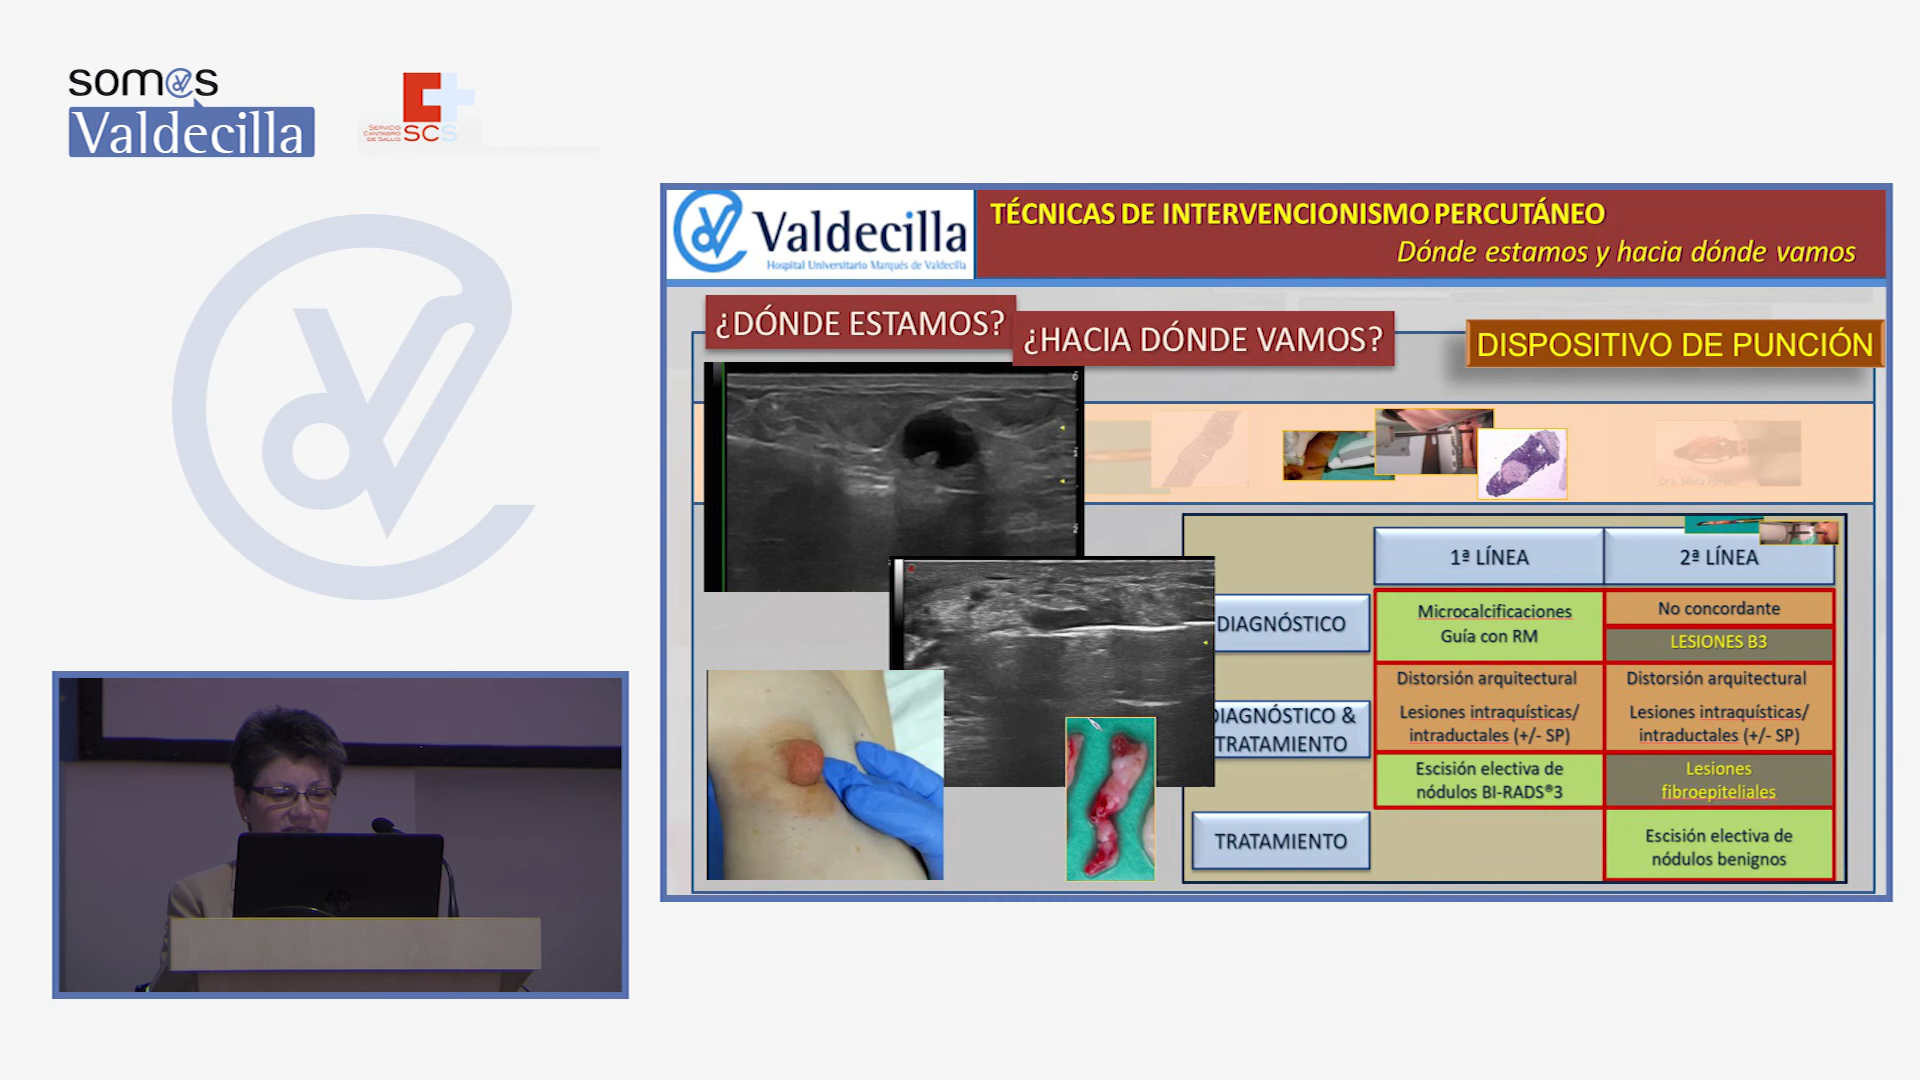 som@s
Valdecilla
SERVICIO
CÁNTABRO
DE SALUD
SCS
Valdecilla
Hospital Universitario Marqués de Valdecilla
TÉCNICAS DE INTERVENCIONISMO PERCUTÁNEO
Dónde estamos y hacia dónde vamos
¿DÓNDE ESTAMOS?
¿HACIA DÓNDE VAMOS?
DISPOSITIVO DE PUNCIÓN
Dra. Silvia
1ª LÍNEA
2ª LÍNEA
DIAGNÓSTICO
Microcalcificaciones
Guía con RM
No concordante
LESIONES B3
DIAGNÓSTICO &
TRATAMIENTO
Distorsión arquitectural
Lesiones intraquísticas/
intraductales (+/- SP)
Distorsión arquitectural
Lesiones intraquísticas/
intraductales (+/- SP)
Escisión electiva de
nódulos BI-RADS®3
Lesiones
fibroepiteliales
TRATAMIENTO
Escisión electiva de
nódulos benignos